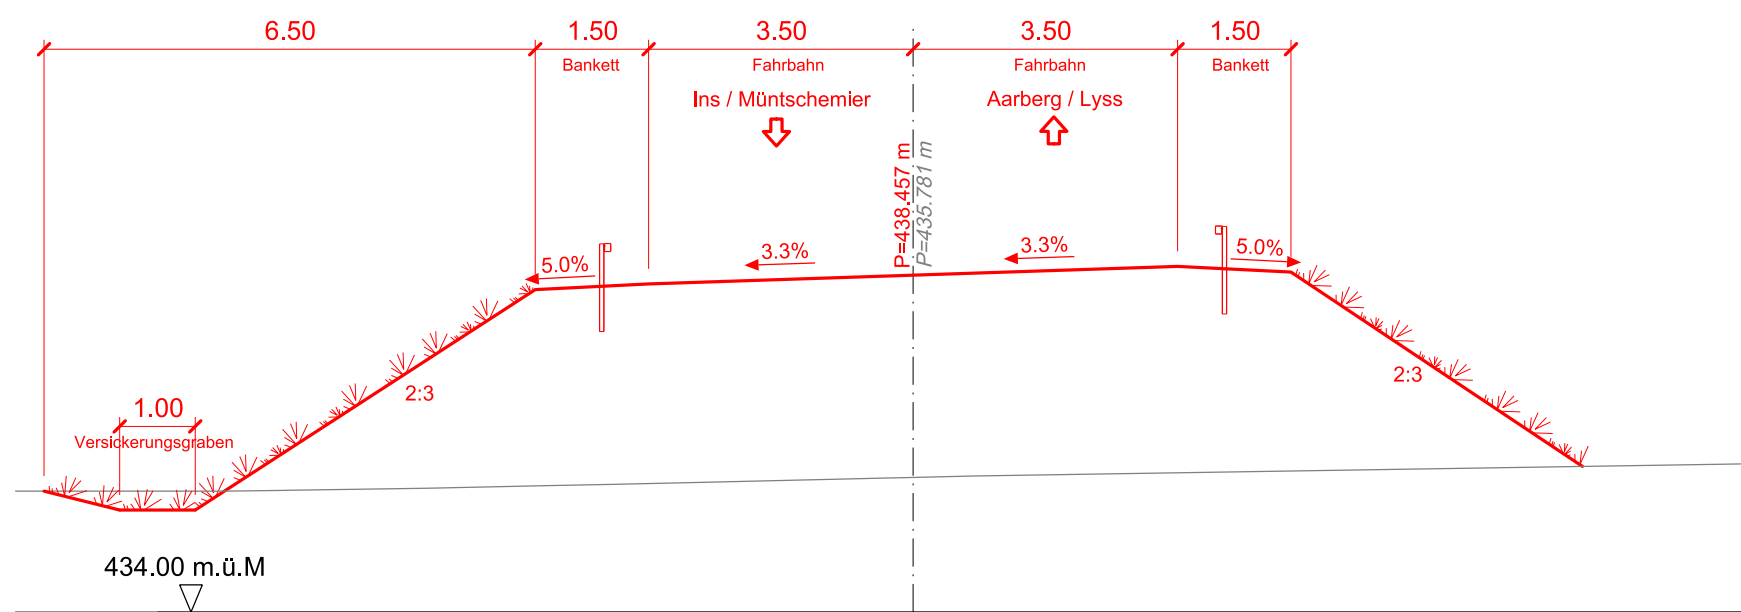 6.50
1.50
3.50
3.50
1.50
Bankett
Fahrbahn
Fahrbahn
Bankett
Ins / Müntschemier
Aarberg / Lyss
P=438.457 m
P=435.781 m
5.0%
3.3%
3.3%
5.0%
2:3
2:3
1.00
Versickerungsgraben
434.00 m.ü.M